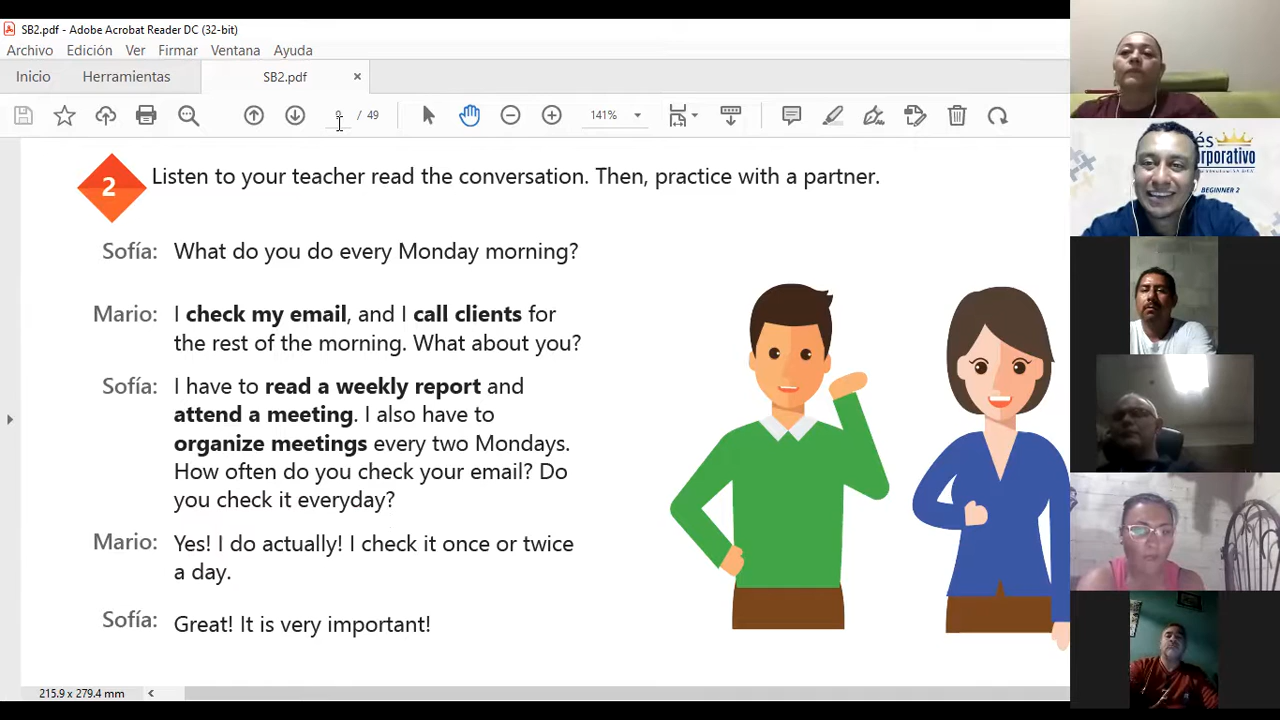 SB2.pdf - Adobe Acrobat Reader DC (32-bit)
Archivo Edición Ver Firmar Ventana Ayuda
Inicio Herramientas SB2.pdf ×
/ 49 141%
2 Listen to your teacher read the conversation. Then, practice with a partner.
Sofía: What do you do every Monday morning?
Mario: I check my email, and I call clients for
the rest of the morning. What about you?
Sofía: I have to read a weekly report and
attend a meeting. I also have to
organize meetings every two Mondays.
How often do you check your email? Do
you check it everyday?
Mario: Yes! I do actually! I check it once or twice
a day.
Sofía: Great! It is very important!
215.9 x 279.4 mm
és
orporativo
BEGINNER 2